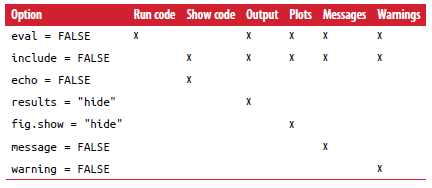 Option Run code Show code Output Plots Messages Warnings
eval = FALSE X X X X X
include = FALSE X X X X X
echo = FALSE X
results = "hide" X
fig.show = "hide" X
message = FALSE X
warning = FALSE X